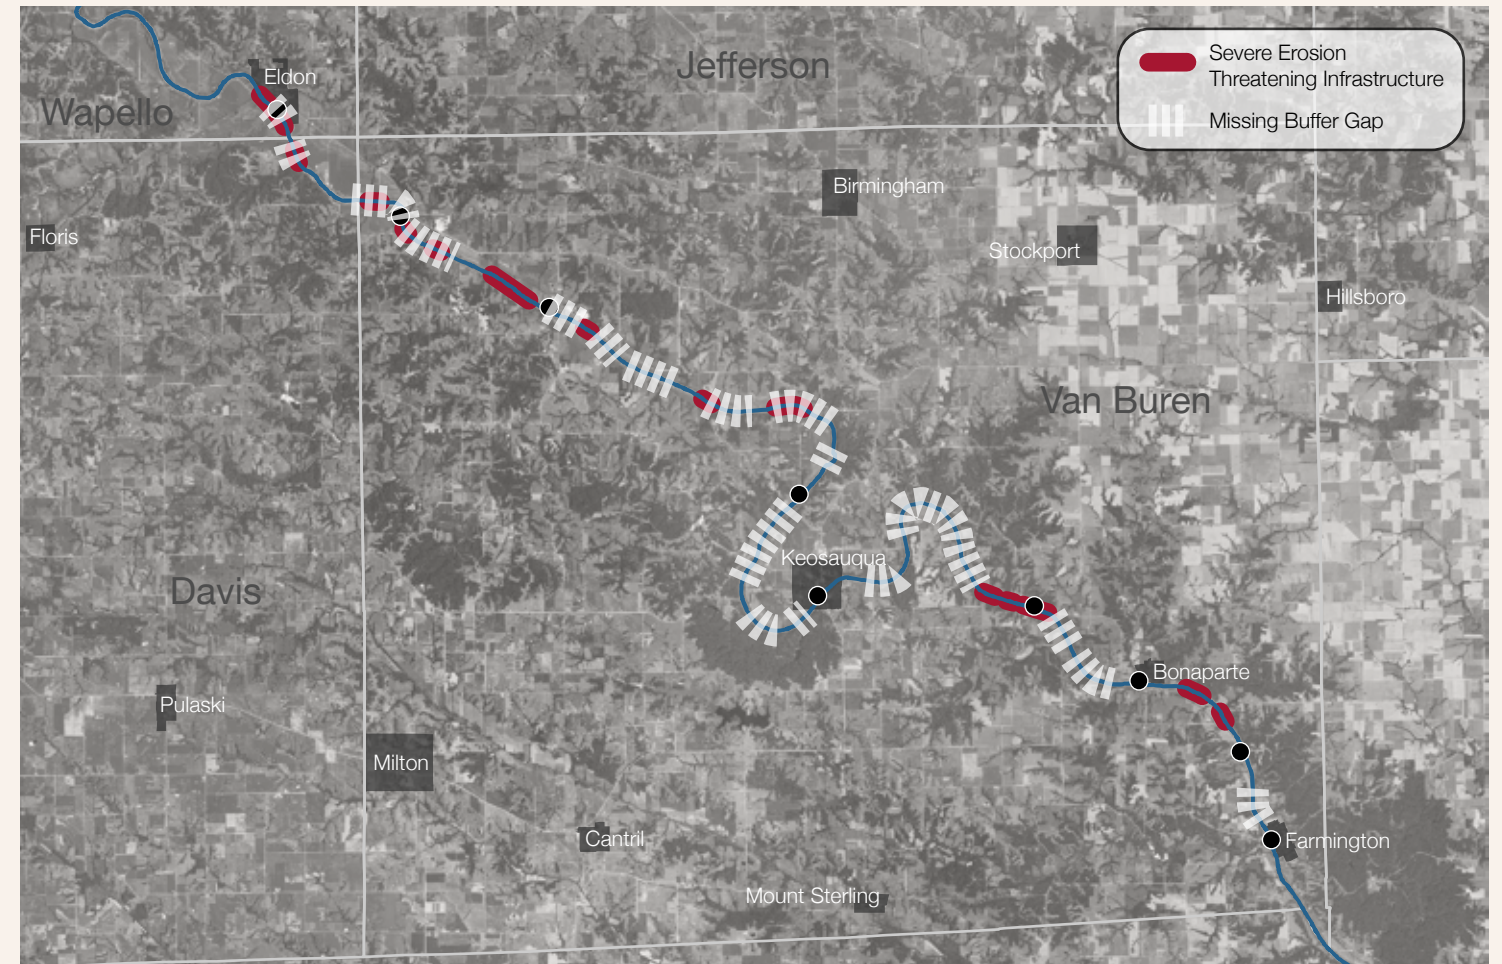 Jefferson
Severe Erosion
Threatening Infrastructure
Missing Buffer Gap
Eldon
Wapello
Birmingham
Floris
Stockport
Hillsboro
Van Buren
Keosauqua
Davis
Bonaparte
Pulaski
Milton
Cantril
Farmington
Mount Sterling